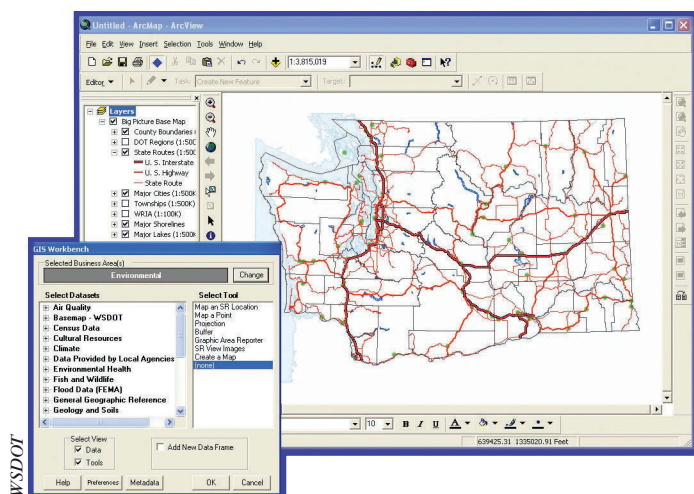 Untitled - ArcMap - ArcView
File Edit View Insert Selection Tools Window Help
1:3,815,019
Editor Task: Create New Feature Target:
Layers
Big Picture Base Map
County Boundaries
DOT Regions (1:500
State Routes (1:500
U. S. Interstate
U. S. Highway
State Route
Major Cities (1:500K
Townships (1:500K
WRIA (1:100K)
Major Shorelines
Major Lakes (500K
10 B I U A
639425.31 1335020.91 Feet
GIS Workbench
Selected Business Area(s)
Environmental Change
Select Datasets
Air Quality
Basemap - WSDOT
Census Data
Cultural Resources
Climate
Data Provided by Local Agencies
Environmental Health
Fish and Wildlife
Flood Data (FEMA)
General Geographic Reference
Geology and Soils
Select Tool
Map an SR Location
Map a Point
Projection
Buffer
Graphic Area Reporter
SR View Images
Create a Map
(none)
Select View
Data
Tools
Add New Data Frame
Help Preferences Metadata OK Cancel
WSDOT